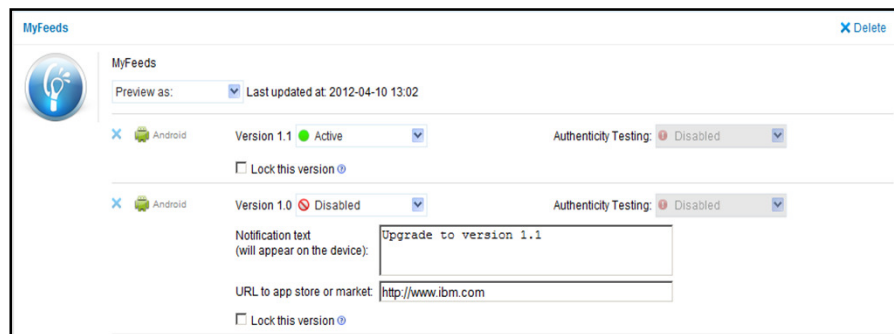 MyFeeds Delete
MyFeeds
Preview as: Last updated at: 2012-04-10 13:02
Android Version 1.1 Active Authenticity Testing: Disabled
Lock this version
Android Version 1.0 Disabled Authenticity Testing: Disabled
Notification text
(will appear on the device): Upgrade to version 1.1
URL to app store or market: http://www.ibm.com
Lock this version